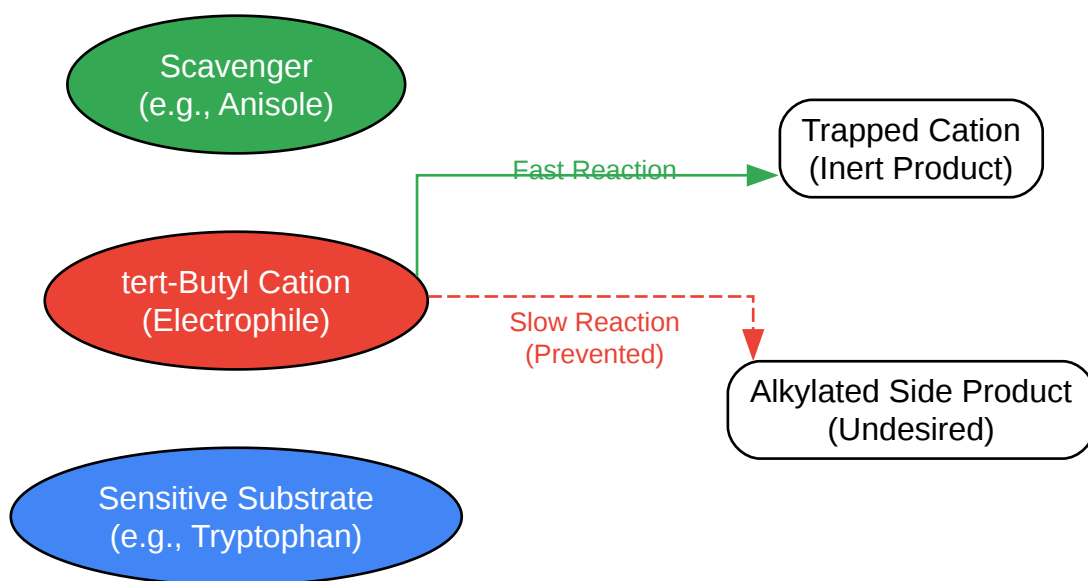 Scavenger
(e.g., Anisole)
Trapped Cation
(Inert Product)
Fast Reaction
tert-Butyl Cation
(Electrophile)
Slow Reaction
(Prevented)
Alkylated Side Product
(Undesired)
Sensitive Substrate
(e.g., Tryptophan)